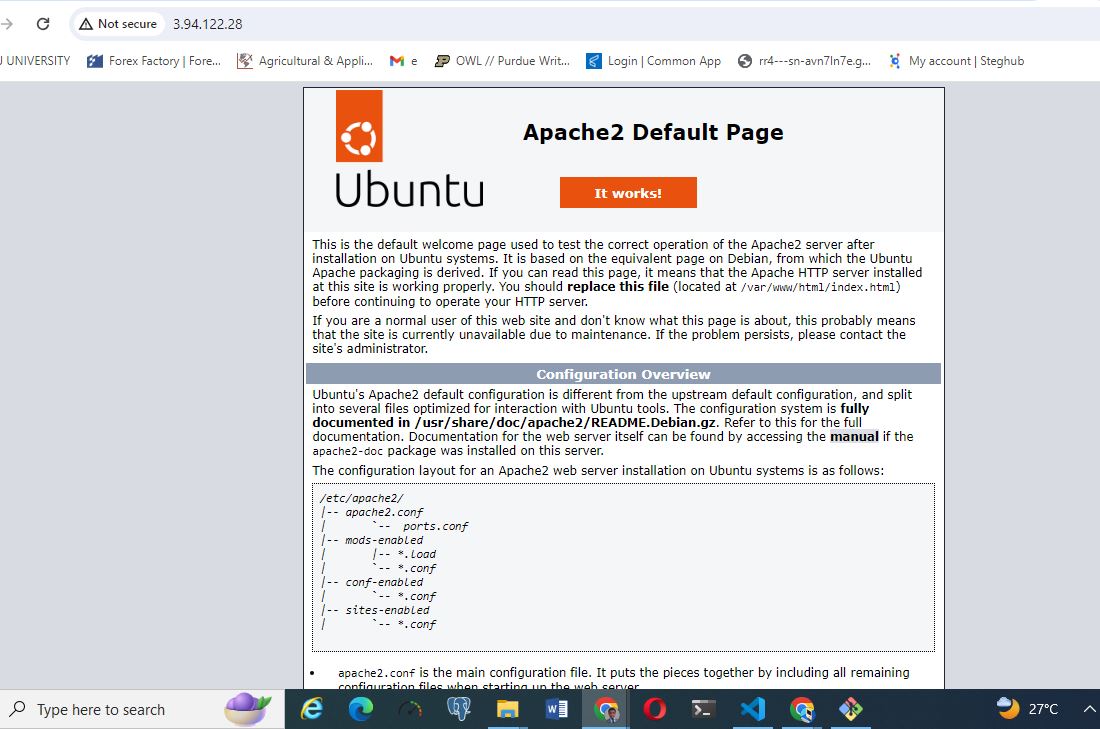 Not secure 3.94.122.28
J UNIVERSITY Forex Factory | Fore... Agricultural & Appli... e OWL // Purdue Writ... Login | Common App rr4---sn-avn7ln7e.g... My account | Steghub
Apache2 Default Page
Ubuntu
It works!
This is the default welcome page used to test the correct operation of the Apache2 server after
installation on Ubuntu systems. It is based on the equivalent page on Debian, from which the Ubuntu
Apache packaging is derived. If you can read this page, it means that the Apache HTTP server installed
at this site is working properly. You should replace this file (located at /var/www/html/index.html)
before continuing to operate your HTTP server.
If you are a normal user of this web site and don't know what this page is about, this probably means
that the site is currently unavailable due to maintenance. If the problem persists, please contact the
site's administrator.
Configuration Overview
Ubuntu's Apache2 default configuration is different from the upstream default configuration, and split
into several files optimized for interaction with Ubuntu tools. The configuration system is fully
documented in /usr/share/doc/apache2/README.Debian.gz. Refer to this for the full
documentation. Documentation for the web server itself can be found by accessing the manual if the
apache2-doc package was installed on this server.
The configuration layout for an Apache2 web server installation on Ubuntu systems is as follows:
/etc/apache2/
|-- apache2.conf
|       `--  ports.conf
|-- mods-enabled
|       |-- *.load
|       `-- *.conf
|-- conf-enabled
|       `-- *.conf
|-- sites-enabled
|       `-- *.conf
• apache2.conf is the main configuration file. It puts the pieces together by including all remaining
configuration files when starting up the web server.
Type here to search
27°C